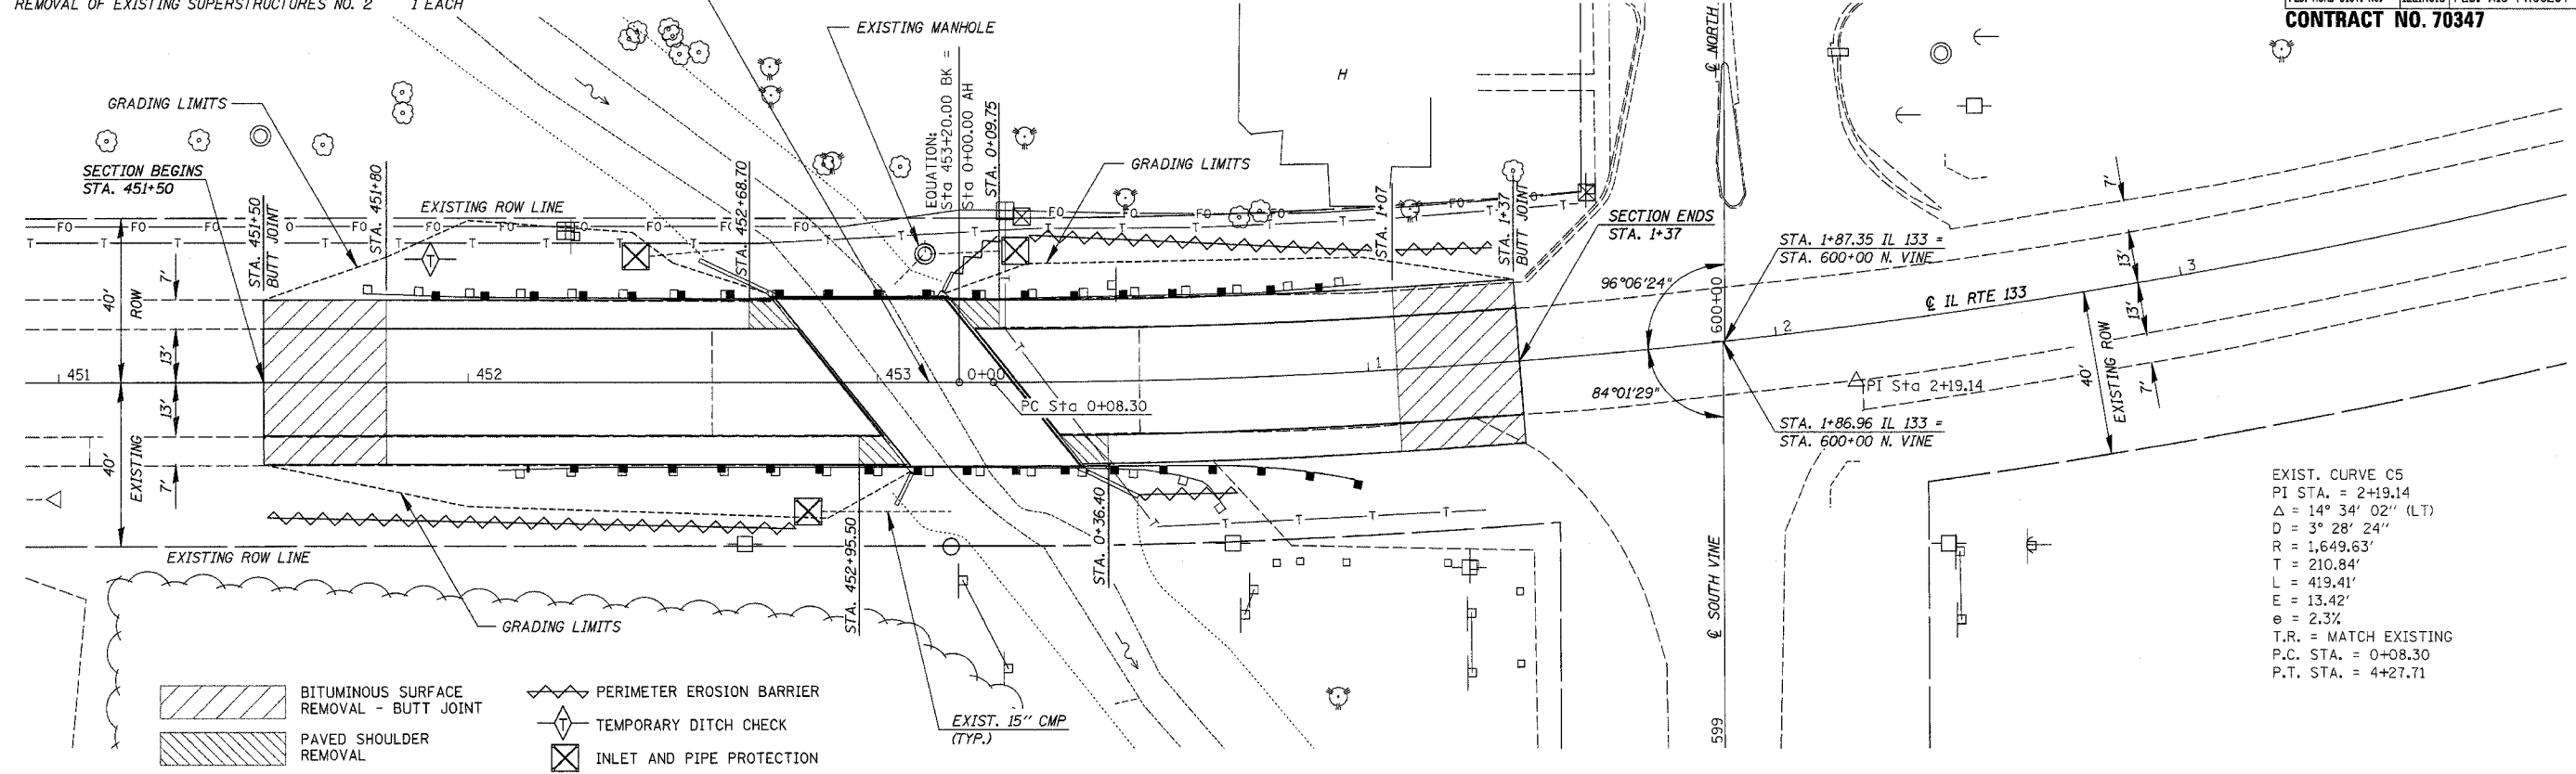 REMOVAL OF EXISTING SUPERSTRUCTURES NO. 2 1 EACH
CONTRACT NO. 70347
EXISTING MANHOLE
GRADING LIMITS
SECTION BEGINS
STA. 451+50
STA. 451+50
BUTT JOINT
STA. 451+80
EXISTING ROW LINE
STA. 452+68.70
EQUATION:
Sta 453+20.00 BK =
Sta 0+00.00 AH
STA. 0+09.75
GRADING LIMITS
H
STA. 1+07
STA. 1+37
BUTT JOINT
SECTION ENDS
STA. 1+37
℄ NORTH
STA. 1+87.35 IL 133 =
STA. 600+00 N. VINE
96°06'24"
600+00
84°01'29"
STA. 1+86.96 IL 133 =
STA. 600+00 N. VINE
℄ IL RTE 133
PI Sta 2+19.14
7'
13'
13'
7'
40'
EXISTING ROW
40'
ROW
7'
13'
13'
7'
40'
EXISTING
451
452
453
0+00
1
2
3
PC Sta 0+08.30
STA. 452+95.50
STA. 0+36.40
EXISTING ROW LINE
GRADING LIMITS
℄ SOUTH VINE
599
EXIST. 15" CMP
(TYP.)
BITUMINOUS SURFACE
REMOVAL - BUTT JOINT
PAVED SHOULDER
REMOVAL
PERIMETER EROSION BARRIER
TEMPORARY DITCH CHECK
INLET AND PIPE PROTECTION
EXIST. CURVE C5
PI STA. = 2+19.14
Δ = 14° 34' 02" (LT)
D = 3° 28' 24"
R = 1,649.63'
T = 210.84'
L = 419.41'
E = 13.42'
e = 2.3%
T.R. = MATCH EXISTING
P.C. STA. = 0+08.30
P.T. STA. = 4+27.71